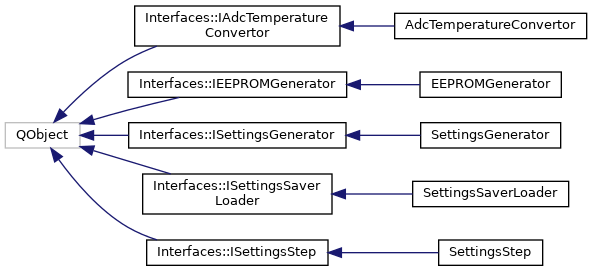 Interfaces::IAdcTemperature
Convertor
AdcTemperatureConvertor
Interfaces::IEEPROMGenerator
EEPROMGenerator
QObject
Interfaces::ISettingsGenerator
SettingsGenerator
Interfaces::ISettingsSaver
Loader
SettingsSaverLoader
Interfaces::ISettingsStep
SettingsStep